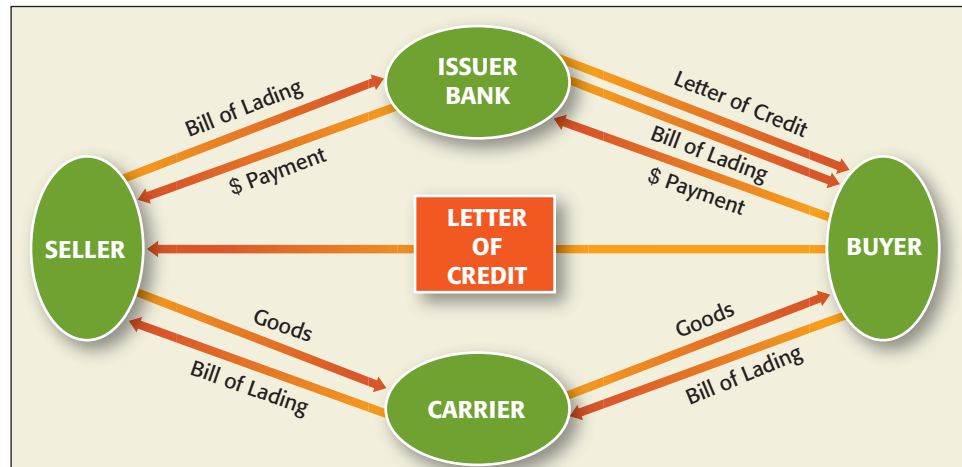 ISSUER
BANK
Bill of Lading
$ Payment
Letter of Credit
Bill of Lading
$ Payment
SELLER
LETTER
OF
CREDIT
BUYER
Goods
Bill of Lading
Goods
Bill of Lading
CARRIER